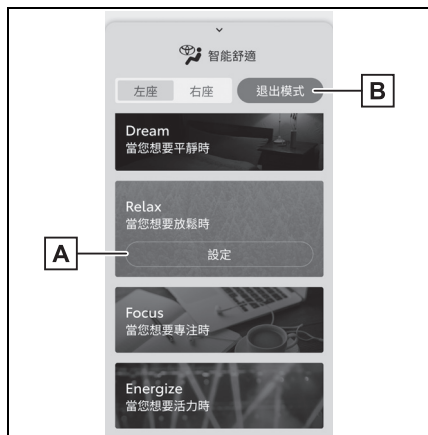 智能舒適
左座 右座 退出模式 B
Dream
當您想要平靜時
Relax
當您想要放鬆時
A 設定
Focus
當您想要專注時
Energize
當您想要活力時